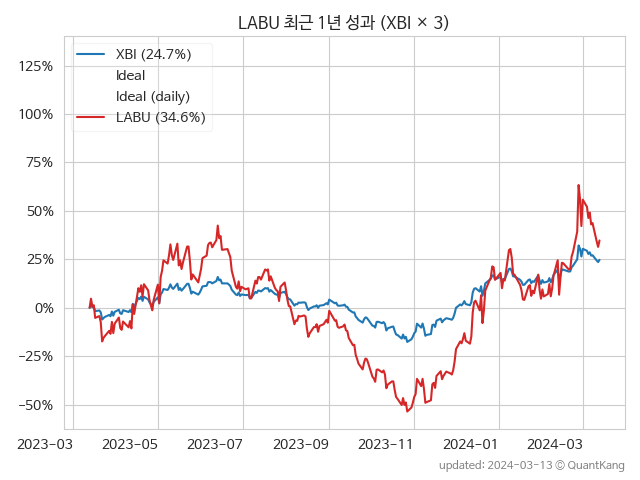 LABU 최근 1년 성과 (XBI × 3)
XBI (24.7%)
Ideal
Ideal (daily)
LABU (34.6%)
125%
100%
75%
50%
25%
0%
−25%
−50%
2023−03
2023−05
2023−07
2023−09
2023−11
2024−01
2024−03
updated: 2024-03-13 ⓒ QuantKang